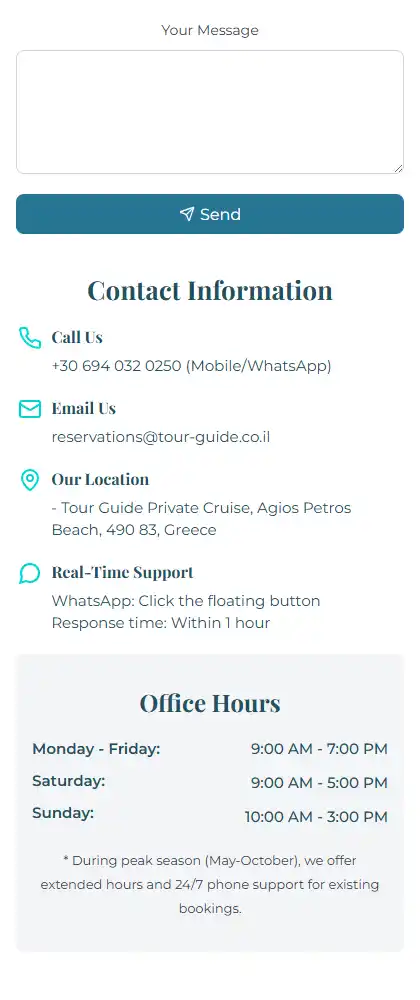 Your Message
Send
Contact Information
Call Us
+30 694 032 0250 (Mobile/WhatsApp)
Email Us
reservations@tour-guide.co.il
Our Location
- Tour Guide Private Cruise, Agios Petros
Beach, 490 83, Greece
Real-Time Support
WhatsApp: Click the floating button
Response time: Within 1 hour
Office Hours
Monday - Friday: 9:00 AM - 7:00 PM
Saturday: 9:00 AM - 5:00 PM
Sunday: 10:00 AM - 3:00 PM
* During peak season (May-October), we offer
extended hours and 24/7 phone support for existing
bookings.